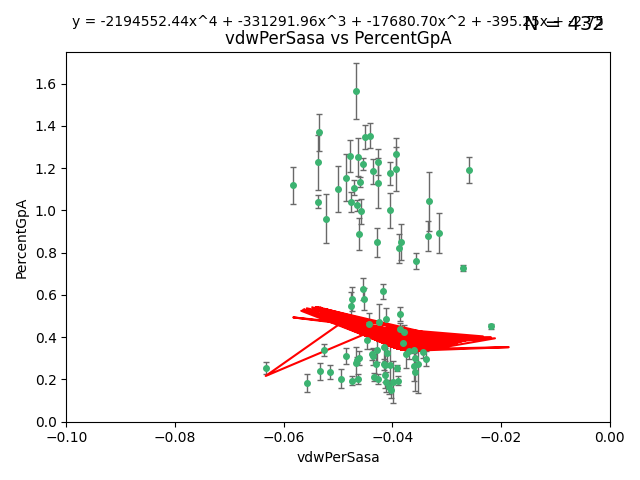 y = -2194552.44x^4 + -331291.96x^3 + -17680.70x^2 + -395.25x + -2.75
N = 432
vdwPerSasa vs PercentGpA
1.6
1.4
1.2
1.0
0.8
0.6
0.4
0.2
0.0
PercentGpA
−0.10 −0.08 −0.06 −0.04 −0.02 0.00
vdwPerSasa